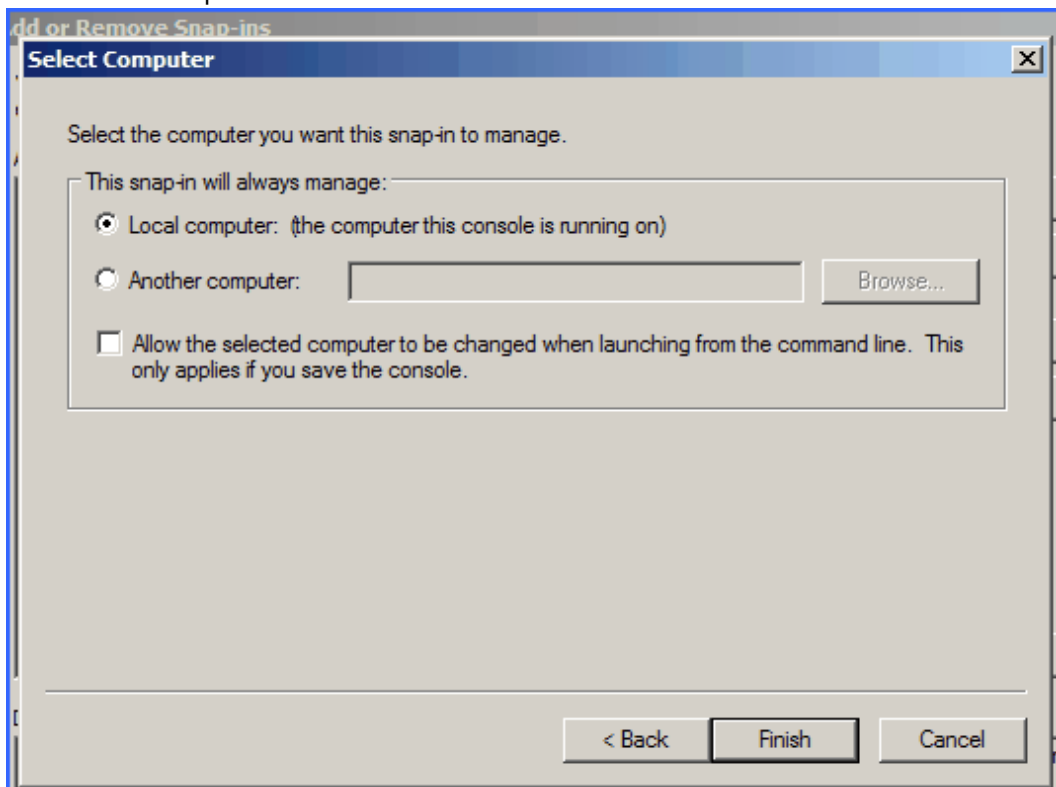 dd or Remove Snap-ins
Select Computer
Select the computer you want this snap-in to manage.
This snap-in will always manage:
Local computer: (the computer this console is running on)
Another computer:
Browse...
Allow the selected computer to be changed when launching from the command line. This
only applies if you save the console.
< Back
Finish
Cancel